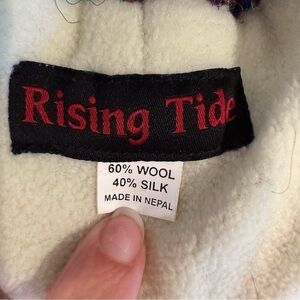 Rising Tide
60% WOOL
40% SILK
MADE IN NEPAL